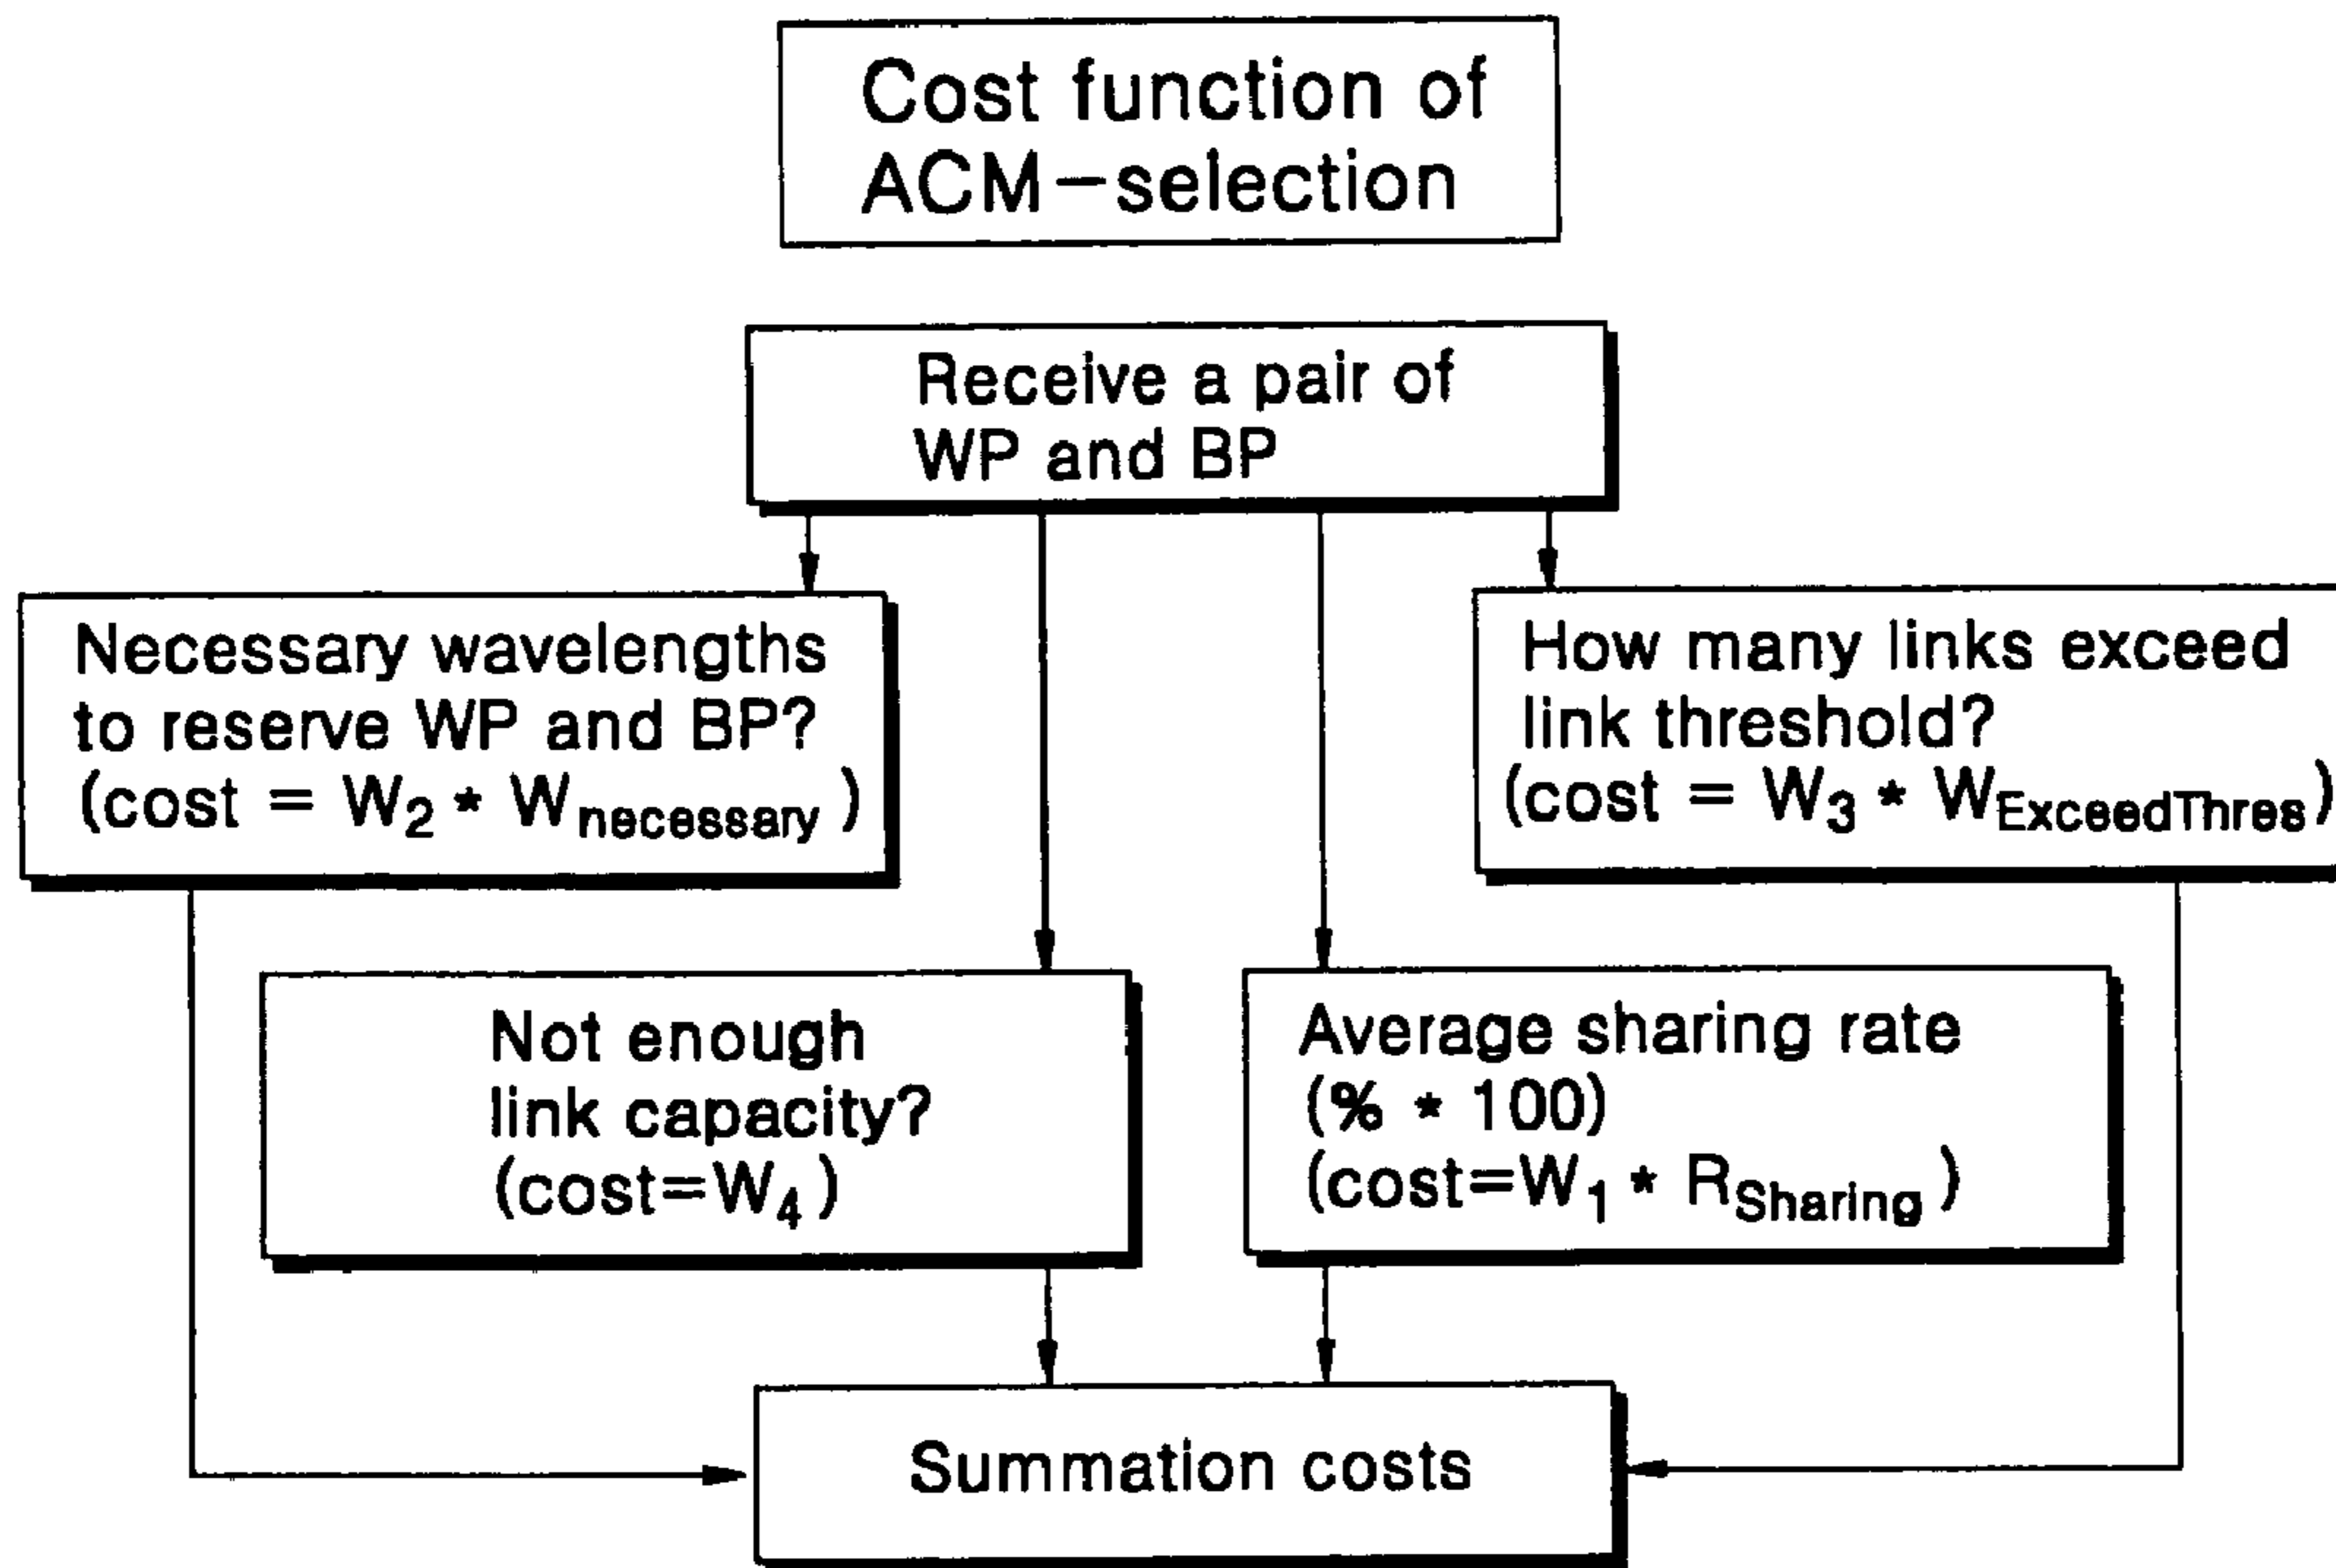 Cost function of
ACM-selection
Receive a pair of
WP and BP
Necessary wavelengths
to reserve WP and BP?
(cost = W2 * Wnecessary )
How many links exceed
link threshold?
(cost = W3 * WExceedThres)
Not enough
link capacity?
(cost=W4)
Average sharing rate
(% * 100)
(cost=W1 * RSharing )
Summation costs